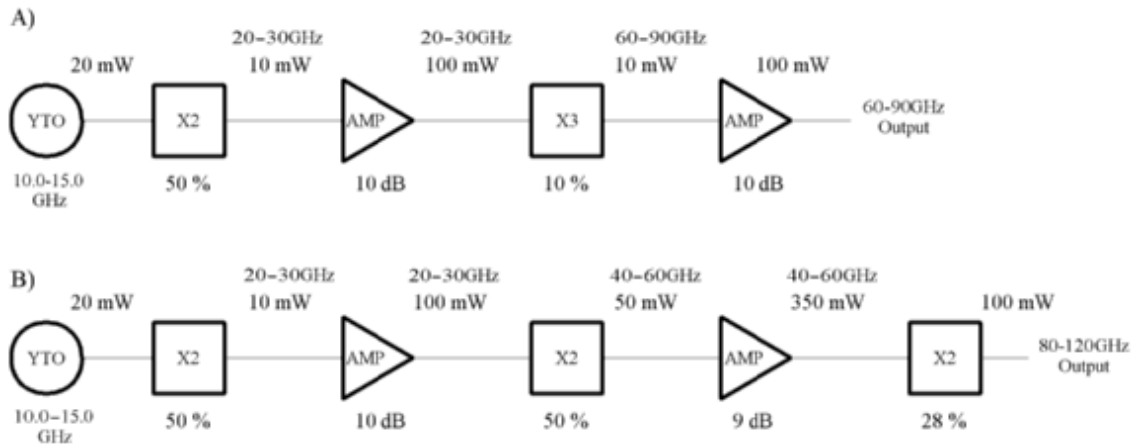 A)
20–30GHz 20–30GHz 60–90GHz
20 mW 10 mW 100 mW 10 mW 100 mW
YTO X2 AMP X3 AMP
60-90GHz
Output
10.0-15.0
GHz
50 % 10 dB 10 % 10 dB
B)
20–30GHz 20–30GHz 40–60GHz 40–60GHz
20 mW 10 mW 100 mW 50 mW 350 mW 100 mW
YTO X2 AMP X2 AMP X2
80-120GHz
Output
10.0–15.0
GHz
50 % 10 dB 50 % 9 dB 28 %